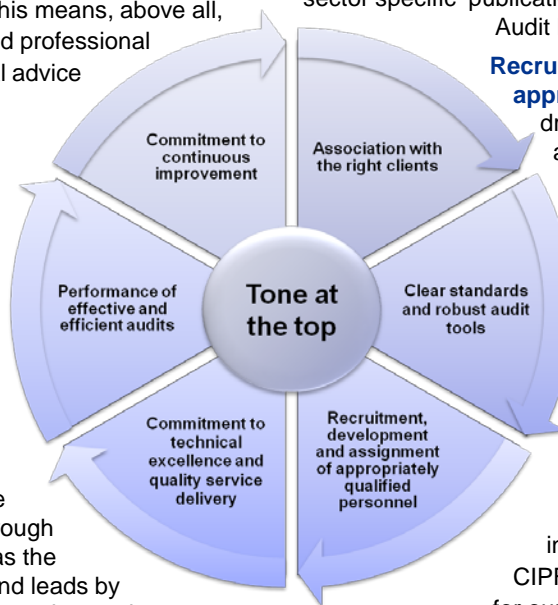 his means, above all,
d professional
l advice
sector-specific publicati
Audit
Recru
appr
dr
a
Commitment to
continuous
improvement
Association with
the right clients
Clear standards
and robust audit
tools
Recruitment,
development
and assignment
of appropriately
qualified
personnel
Commitment to
technical
excellence and
quality service
delivery
Performance of
effective and
efficient audits
Tone at
the top
e
ough
as the
nd leads by
in
CIPF